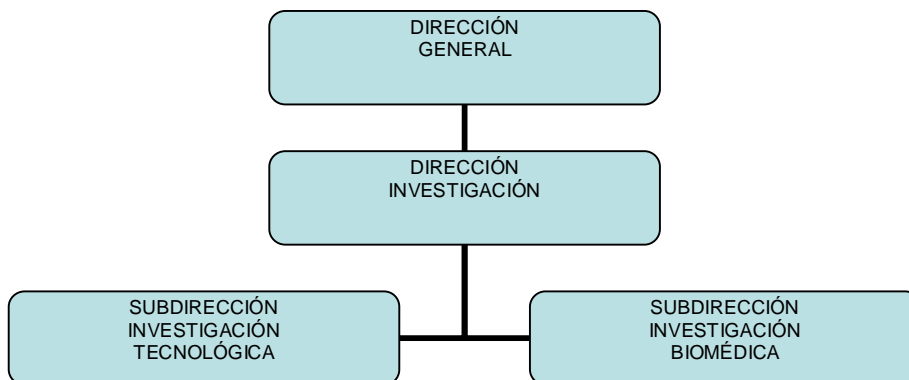 DIRECCIÓN
GENERAL
DIRECCIÓN
INVESTIGACIÓN
SUBDIRECCIÓN
INVESTIGACIÓN
TECNOLÓGICA
SUBDIRECCIÓN
INVESTIGACIÓN
BIOMÉDICA